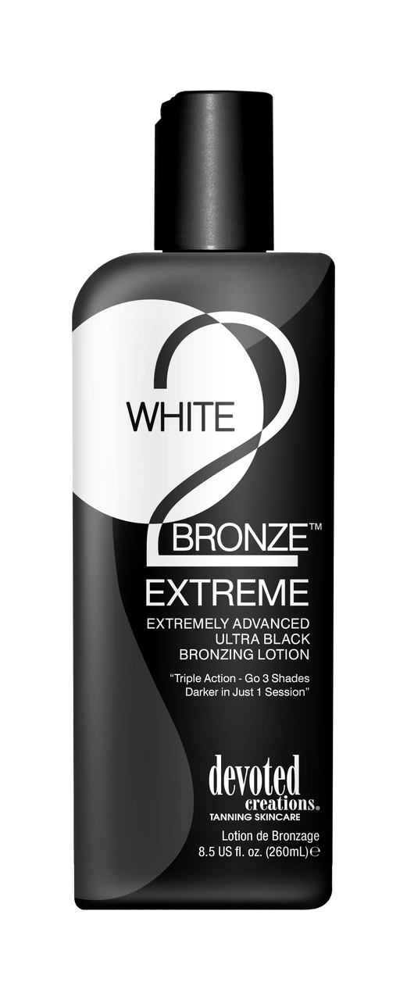 WHITE
2
BRONZE™
EXTREME
EXTREMELY ADVANCED
ULTRA BLACK
BRONZING LOTION
“Triple Action - Go 3 Shades
Darker in Just 1 Session”
devoted
creations®
TANNING SKINCARE
Lotion de Bronzage
8.5 US fl. oz. (260mL)℮